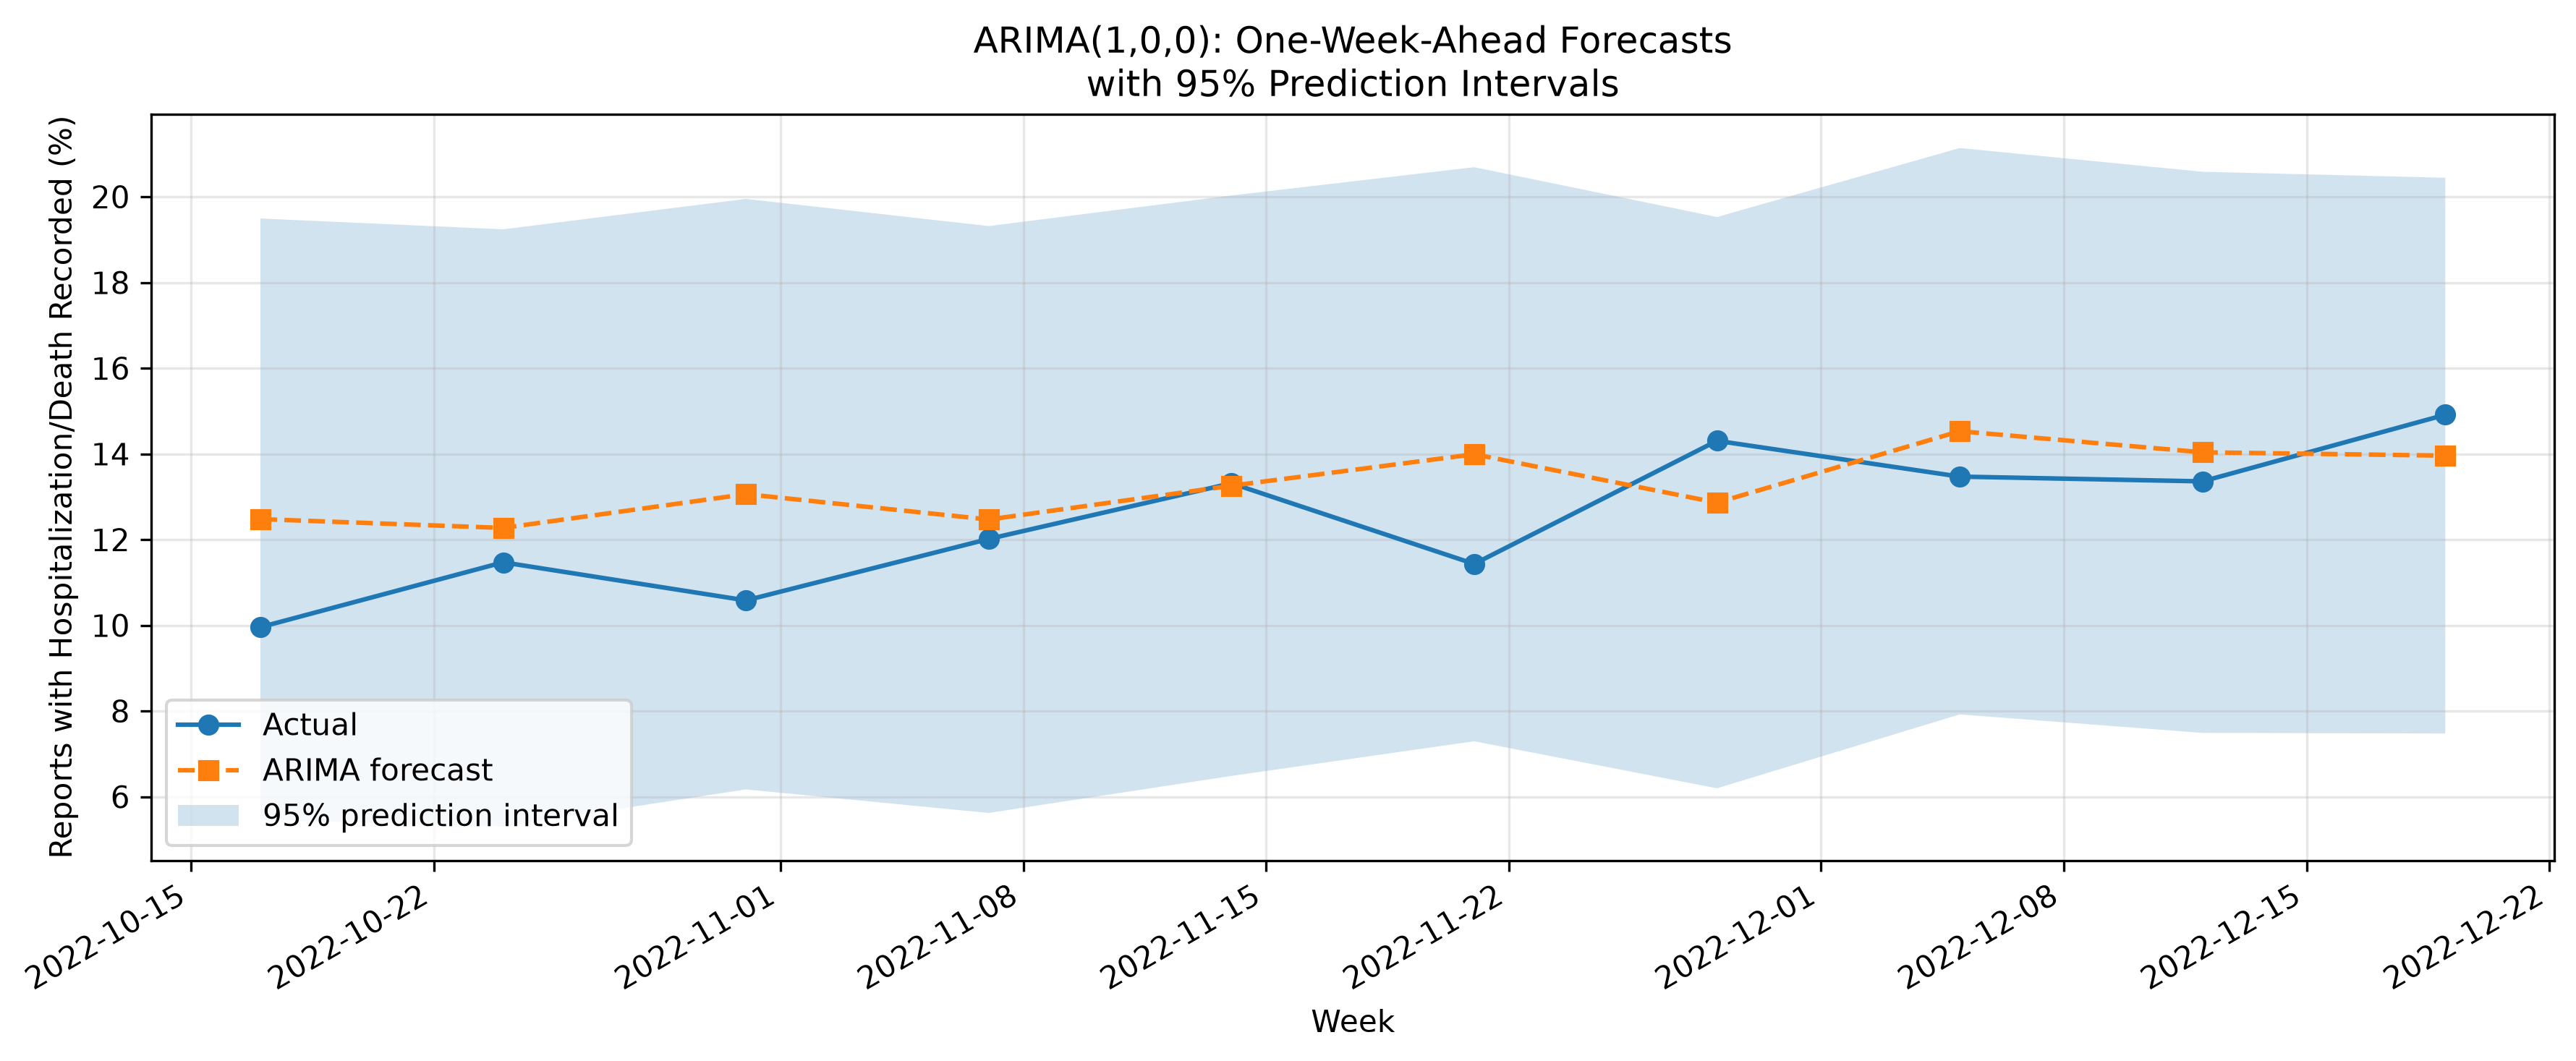 ARIMA(1,0,0): One-Week-Ahead Forecasts
with 95% Prediction Intervals
Reports with Hospitalization/Death Recorded (%)
20
18
16
14
12
10
8
6
Actual
ARIMA forecast
95% prediction interval
2022-10-15
2022-10-22
2022-11-01
2022-11-08
2022-11-15
2022-11-22
2022-12-01
2022-12-08
2022-12-15
2022-12-22
Week